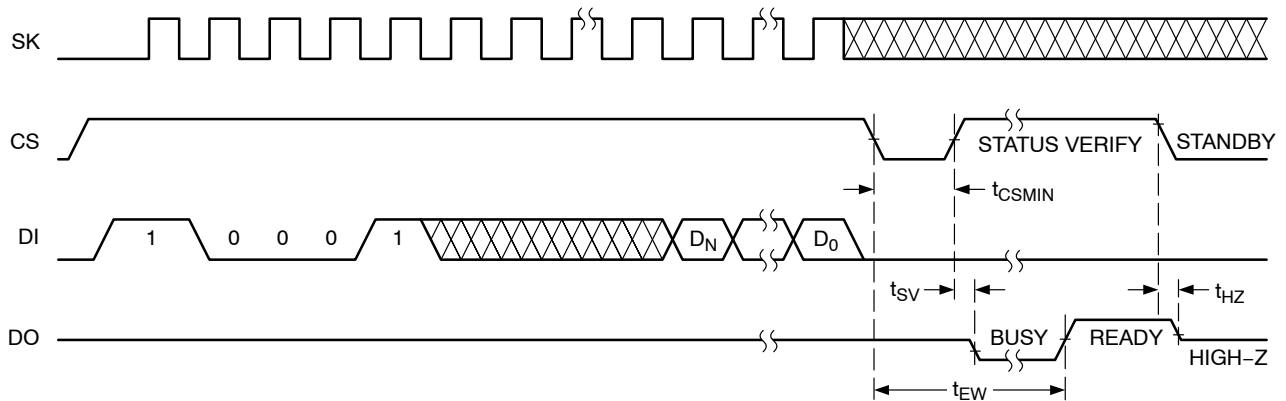 SK
CS
STATUS VERIFY
STANDBY
tCSMIN
DI
1 0 0 0 1 DN D0
tSV
tHZ
DO
BUSY
READY
HIGH–Z
tEW